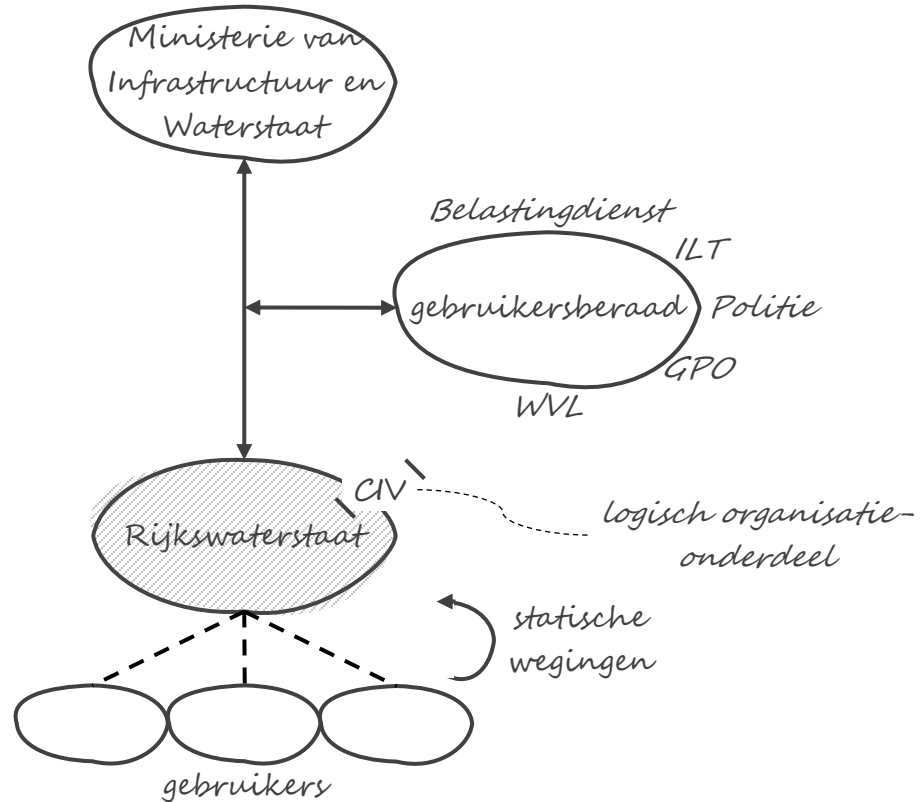 Ministerie van
Infrastructuur en
Waterstaat
Belastingdienst
ILT
gebruikersberaad
Politie
GPO
WVL
CIV
logisch organisatie-
onderdeel
Rijkswaterstaat
statische
wegingen
gebruikers